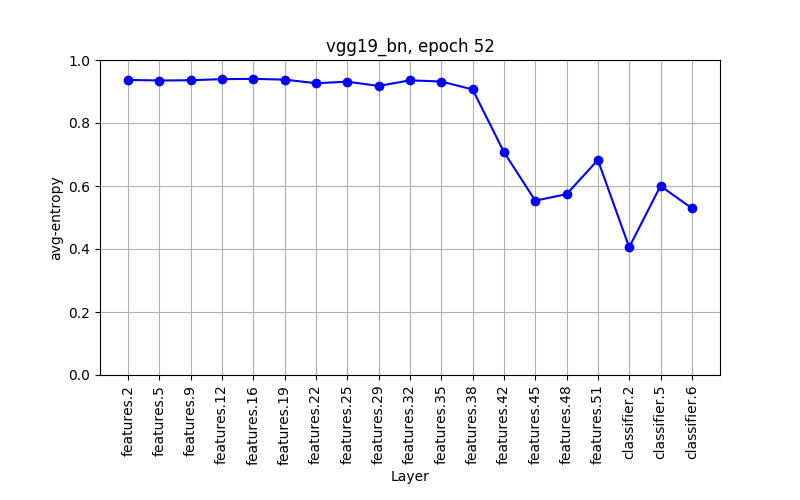 vgg19_bn, epoch 52
1.0
0.8
0.6
0.4
0.2
0.0
avg-entropy
features.2
features.5
features.9
features.12
features.16
features.19
features.22
features.25
features.29
features.32
features.35
features.38
features.42
features.45
features.48
features.51
classifier.2
classifier.5
classifier.6
Layer